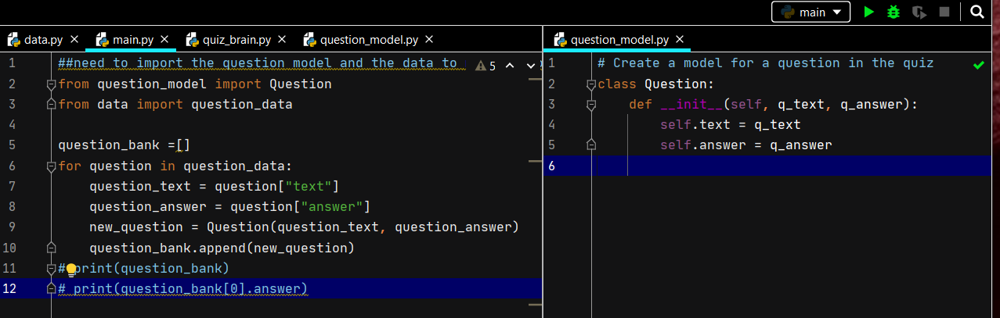 main
data.py
main.py
quiz_brain.py
question_model.py
question_model.py
1 ##need to import the question model and the data to
5
2 from question_model import Question
3 from data import question_data
4
5 question_bank =[]
6 for question in question_data:
7 question_text = question["text"]
8 question_answer = question["answer"]
9 new_question = Question(question_text, question_answer)
10 question_bank.append(new_question)
11 # print(question_bank)
12 # print(question_bank[0].answer)
1 # Create a model for a question in the quiz
2 class Question:
3 def __init__(self, q_text, q_answer):
4 self.text = q_text
5 self.answer = q_answer
6